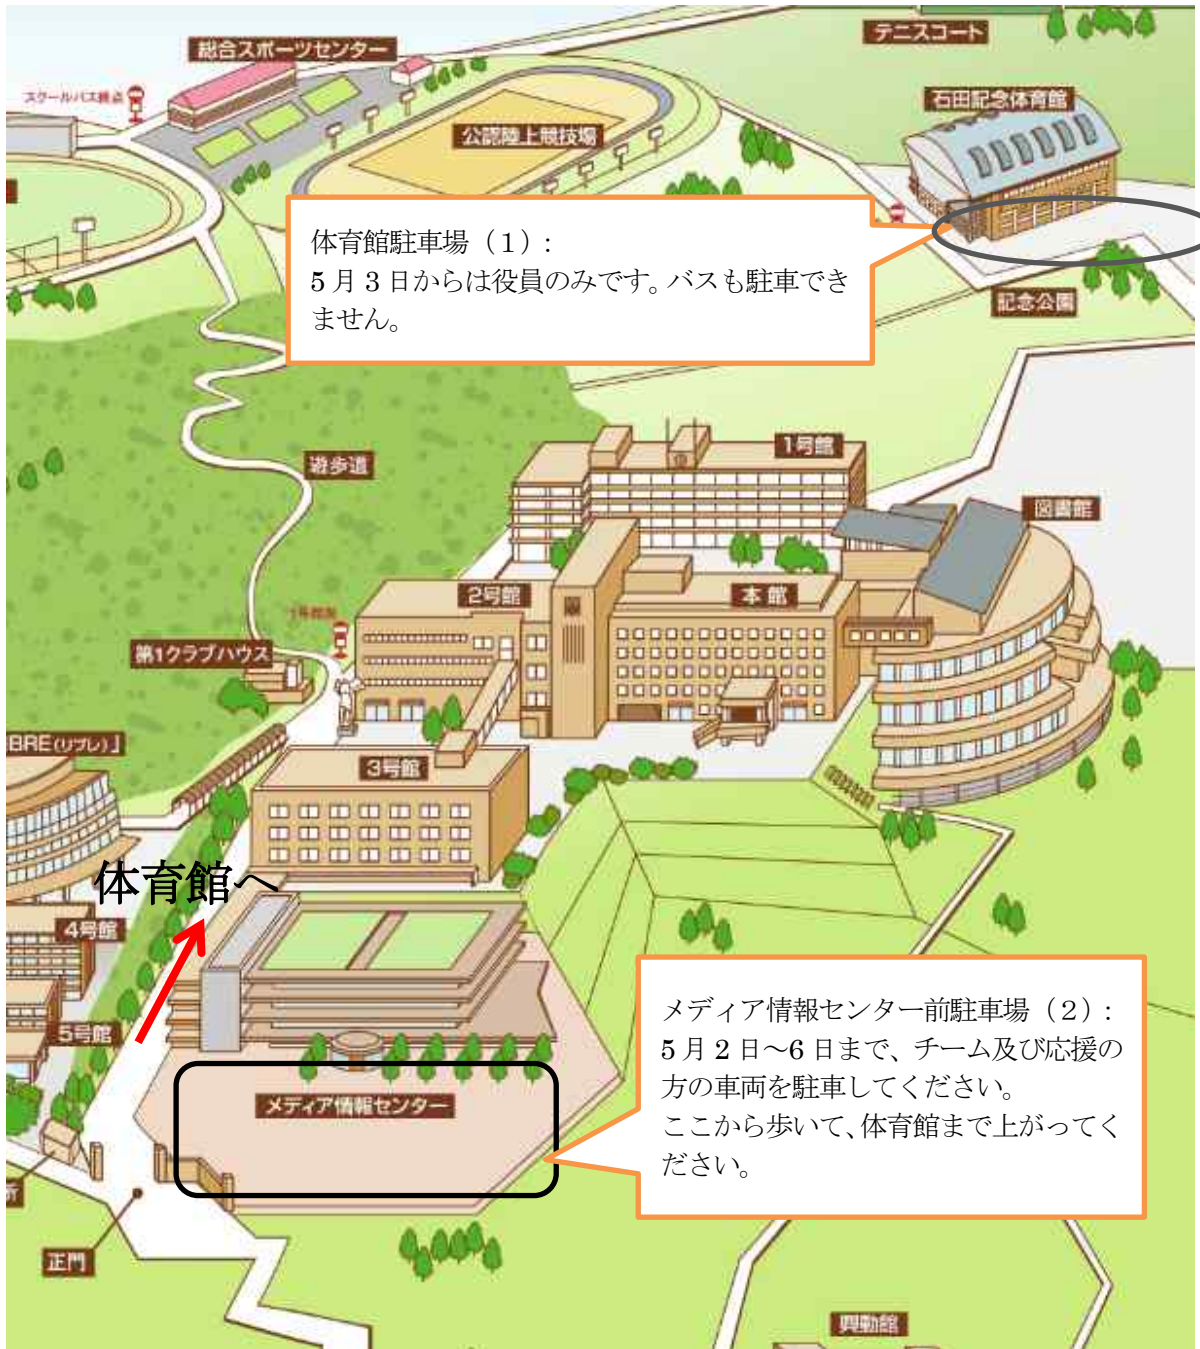 総合スポーツセンター
テニスコート
スクールバス終点
石田記念体育館
公認陸上競技場
体育館駐車場（1）:
5月3日からは役員のみです。バスも駐車でき
ません。
記念公園
1号館
遊歩道
図書館
2号館
本館
第1クラブハウス
BRE(リブレ)」
3号館
体育館へ
4号館
5号館
メディア情報センター前駐車場（2）:
5月2日～6日まで、チーム及び応援の
方の車両を駐車してください。
ここから歩いて、体育館まで上がってく
ださい。
メディア情報センター
正門
興動館